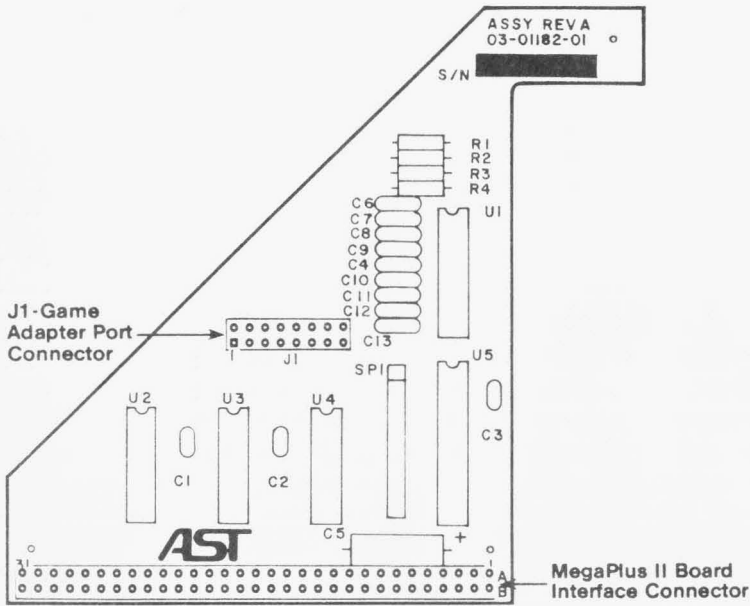 ASSY REV A
03-01182-01
S/N
R1
R2
R3
R4
C6
U1
C7
C8
C9
C4
C10
C11
C12
C13
J1-Game
Adapter Port
Connector
1
J1
SP1
U5
U2
U3
U4
C3
C1
C2
AST
C5
+
31
1
A
B
MegaPlus II Board
Interface Connector